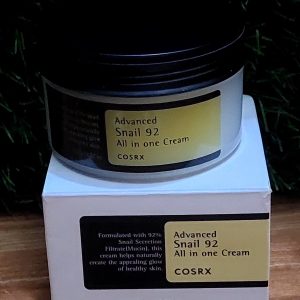 Advanced
Snail 92
All in one Cream
COSRX
Formulated with 92%
Snail Secretion
Filtrate(Mucin), this
cream helps naturally
create the appealing glow
of healthy skin.
Advanced
Snail 92
All in one Cream
COSRX